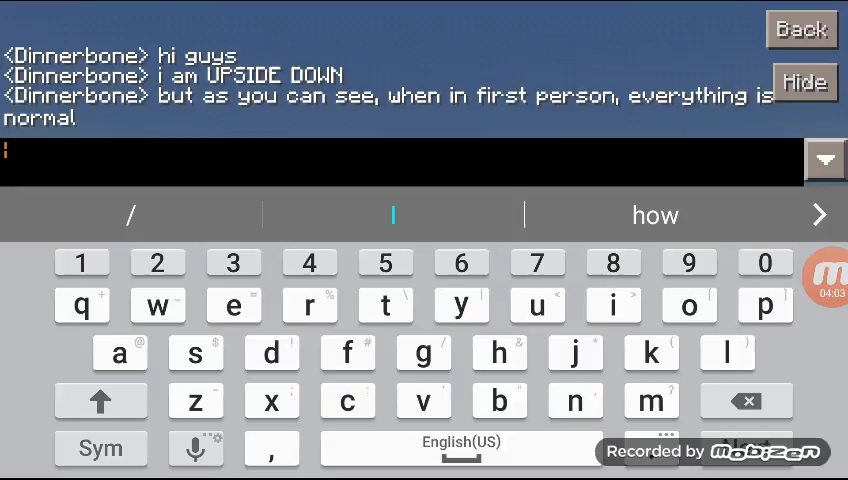 Back
<Dinnerbone> hi guys
<Dinnerbone> i am UPSIDE DOWN
Hide
<Dinnerbone> but as you can see, when in first person, everything is
normal
/ I how
1 2 3 4 5 6 7 8 9 0
q w e r t y u i o p
a s d f g h j k l
z x c v b n m
Sym , English(US)
Recorded by mobizen
04:03